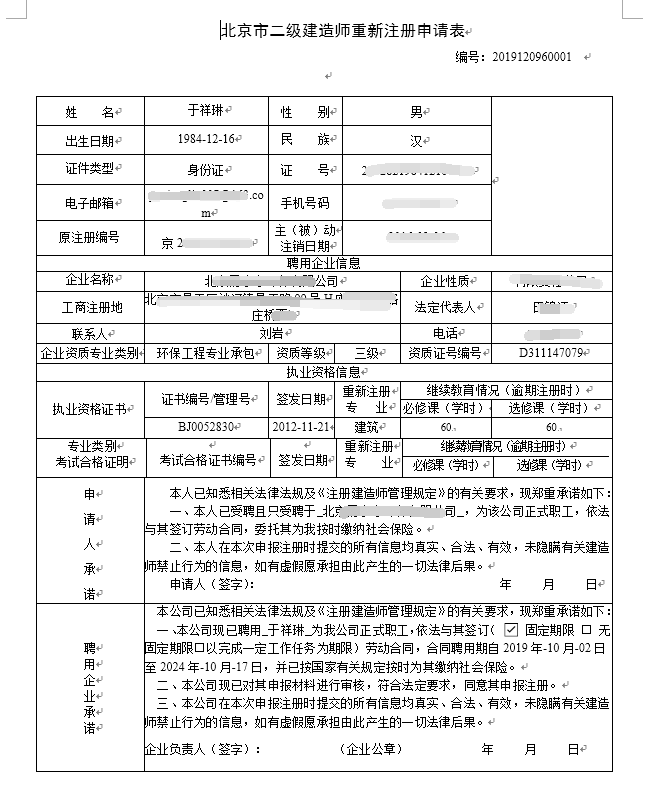 北京市二级建造师重新注册申请表
编号：2019120960001
姓 名 于祥琳 性 别 男
出生日期 1984-12-16 民 族 汉
证件类型 身份证 证 号
电子邮箱 .co 手机号码
m
原注册编号 京 2 主（被）动
注销日期
聘用企业信息
企业名称 北京 公司 企业性质
工商注册地 法定代表人
庄桥
联系人 刘岩 电话
企业资质专业类别 环保工程专业承包 资质等级 三级 资质证号编号 D311147079
执业资格信息
执业资格证书 证书编号/管理号 签发日期 重新注册 继续教育情况（逾期注册时）
专 业 必修课（学时） 选修课（学时）
BJ0052830 2012-11-21 建筑 60 60
专业类别 考试合格证书编号 签发日期 重新注册 继续教育情况（逾期注册时）
考试合格证明 专 业 必修课（学时） 选修课（学时）
申请人承诺
本人已知悉相关法律法规及《注册建造师管理规定》的有关要求，现郑重承诺如下：
一、本人已受聘且只受聘于_北京 公司_，为该公司正式职工，依法
与其签订劳动合同，委托其为我按时缴纳社会保险。
二、本人在本次申报注册时提交的所有信息均真实、合法、有效，未隐瞒有关建造
师禁止行为的信息，如有虚假愿承担由此产生的一切法律后果。
申请人（签字）： 年 月 日
聘用企业承诺
本公司已知悉相关法律法规及《注册建造师管理规定》的有关要求，现郑重承诺如下：
一、本公司现已聘用_于祥琳_为我公司正式职工，依法与其签订（ ☑ 固定期限 □ 无
固定期限□以完成一定工作任务为期限）劳动合同，合同聘用期自 2019 年-10 月-02 日
至 2024 年-10 月-17 日，并已按国家有关规定按时为其缴纳社会保险。
二、本公司现已对其申报材料进行审核，符合法定要求，同意其申报注册。
三、本公司在本次申报注册时提交的所有信息均真实、合法、有效，未隐瞒有关建造
师禁止行为的信息，如有虚假愿承担由此产生的一切法律后果。
企业负责人（签字）： （企业公章） 年 月 日